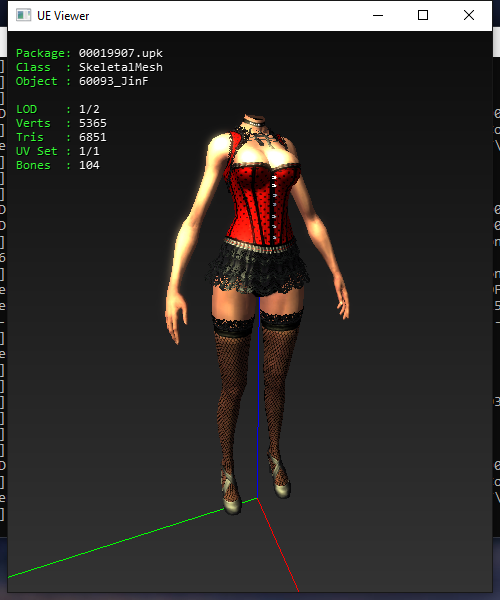 UE Viewer
Package: 00019907.upk
Class : SkeletalMesh
Object : 60093_JinF
LOD : 1/2
Verts : 5365
Tris : 6851
UV Set : 1/1
Bones : 104